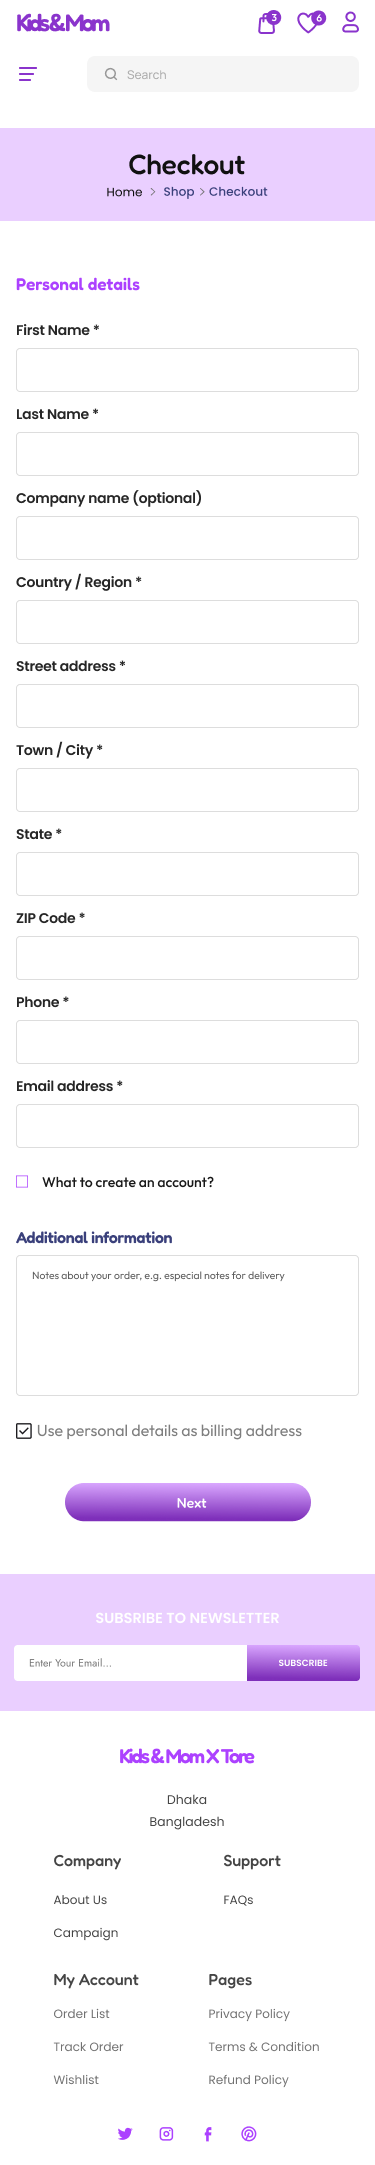 Kids&Mom
3
6
Search
Checkout
Home > Shop > Checkout
Personal details
First Name *
Last Name *
Company name (optional)
Country / Region *
Street address *
Town / City *
State *
ZIP Code *
Phone *
Email address *
What to create an account?
Additional information
Notes about your order, e.g. especial notes for delivery
Use personal details as billing address
Next
SUBSRIBE TO NEWSLETTER
Enter Your Email...
SUBSCRIBE
Kids & Mom X Tore
Dhaka
Bangladesh
Company
About Us
Campaign
Support
FAQs
My Account
Order List
Track Order
Wishlist
Pages
Privacy Policy
Terms & Condition
Refund Policy